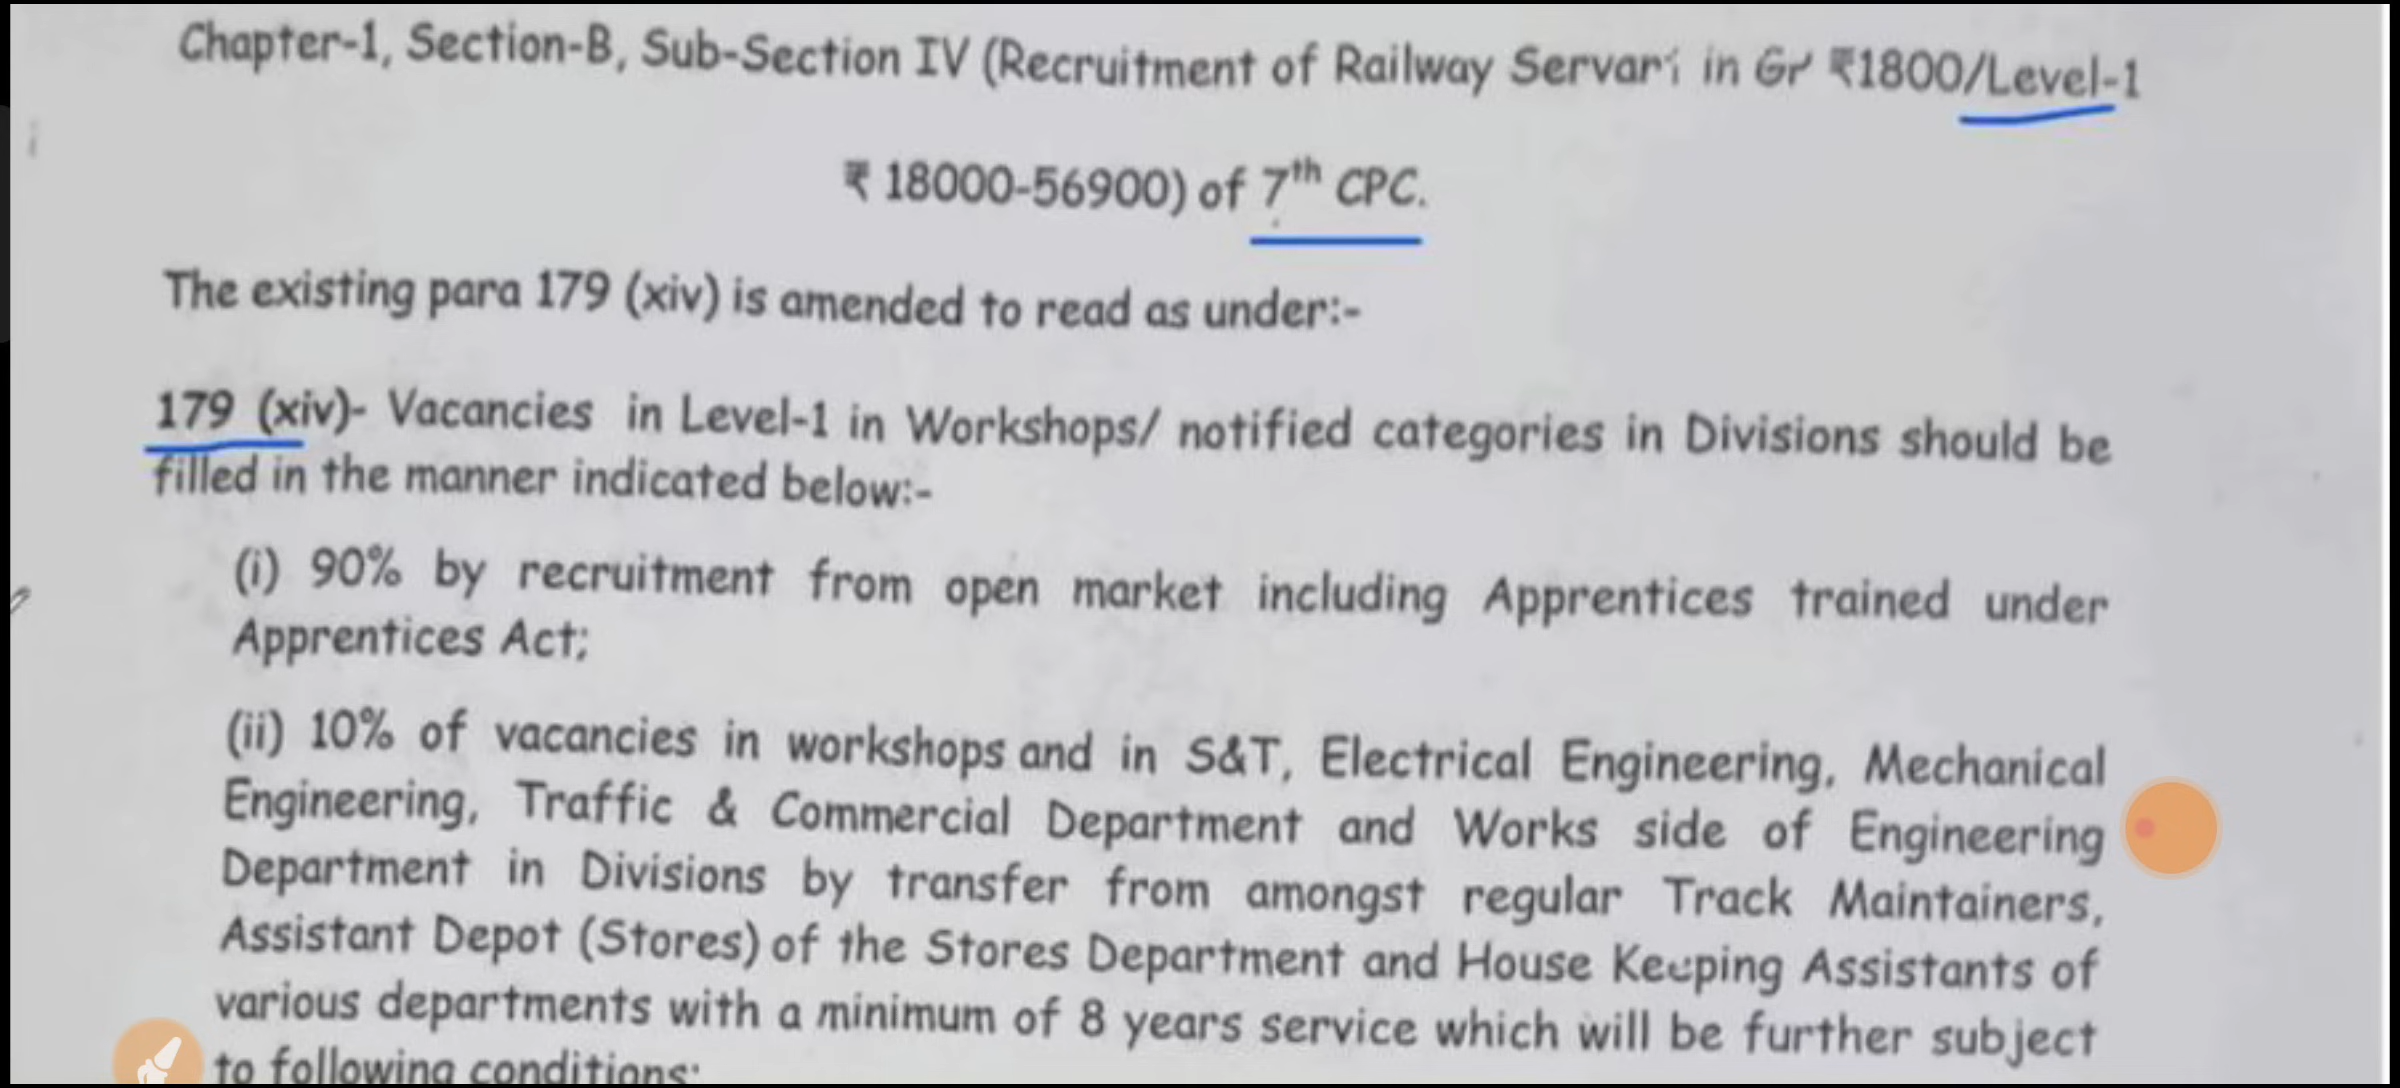 Chapter-1, Section-B, Sub-Section IV (Recruitment of Railway Servant in Gr ₹1800/Level-1
₹ 18000-56900) of 7th CPC.
The existing para 179 (xiv) is amended to read as under:-
179 (xiv)- Vacancies in Level-1 in Workshops/ notified categories in Divisions should be
filled in the manner indicated below:-
(i) 90% by recruitment from open market including Apprentices trained under
Apprentices Act;
(ii) 10% of vacancies in workshops and in S&T, Electrical Engineering, Mechanical
Engineering, Traffic & Commercial Department and Works side of Engineering
Department in Divisions by transfer from amongst regular Track Maintainers,
Assistant Depot (Stores) of the Stores Department and House Keeping Assistants of
various departments with a minimum of 8 years service which will be further subject
to following conditions: